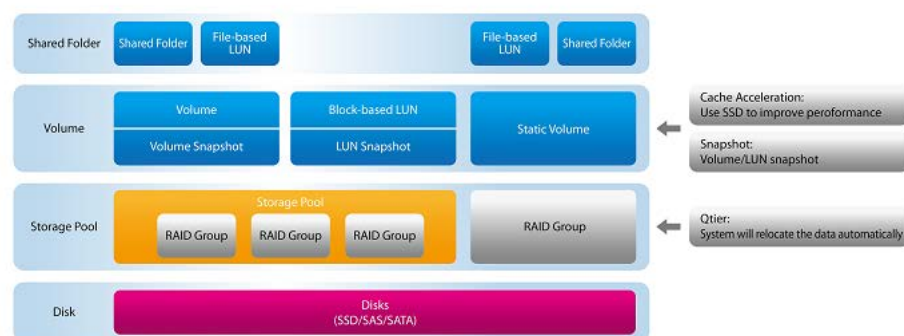 Shared Folder
Shared Folder
File-based
LUN
File-based
LUN
Shared Folder
Volume
Volume
Volume Snapshot
Block-based LUN
LUN Snapshot
Static Volume
Cache Acceleration:
Use SSD to improve peroformance
Snapshot:
Volume/LUN snapshot
Storage Pool
Storage Pool
RAID Group
RAID Group
RAID Group
RAID Group
Qtier:
System will relocate the data automatically
Disk
Disks
(SSD/SAS/SATA)